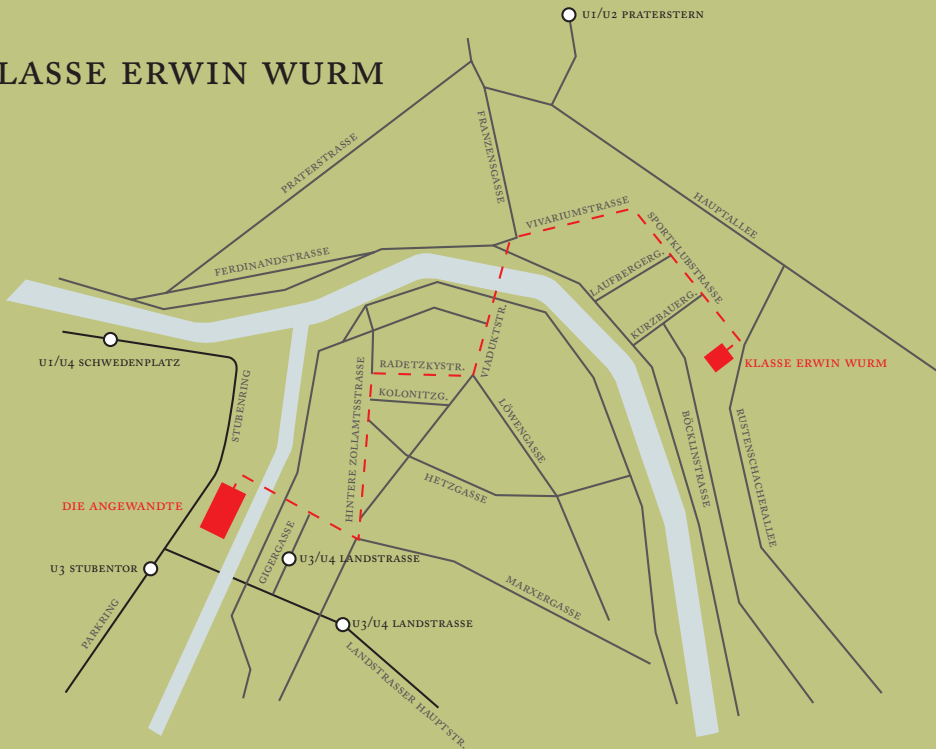 U1/U2 PRATERSTERN
LASSE ERWIN WURM
FRANZENSGASSE
PRATERSTRASSE
HAUPTALLEE
VIVARIUMSTRASSE
SPORTKLUBSTRASSE
FERDINANDSTRASSE
LAUFBERGERG.
KURZBAUERG.
VIADUKTSTR.
U1/U4 SCHWEDENPLATZ
RADETZKYSTR.
KLASSE ERWIN WURM
STUBENRING
HINTERE ZOLLAMTSSTRASSE
KOLONITZG.
LÖWENGASSE
BÖCKLINSTRASSE
RUSTENSCHACHERALLEE
HETZGASSE
DIE ANGEWANDTE
GIGERGASSE
U3/U4 LANDSTRASSE
U3 STUBENTOR
MARXERGASSE
PARKRING
U3/U4 LANDSTRASSE
LANDSTRASSER HAUPTSTR.